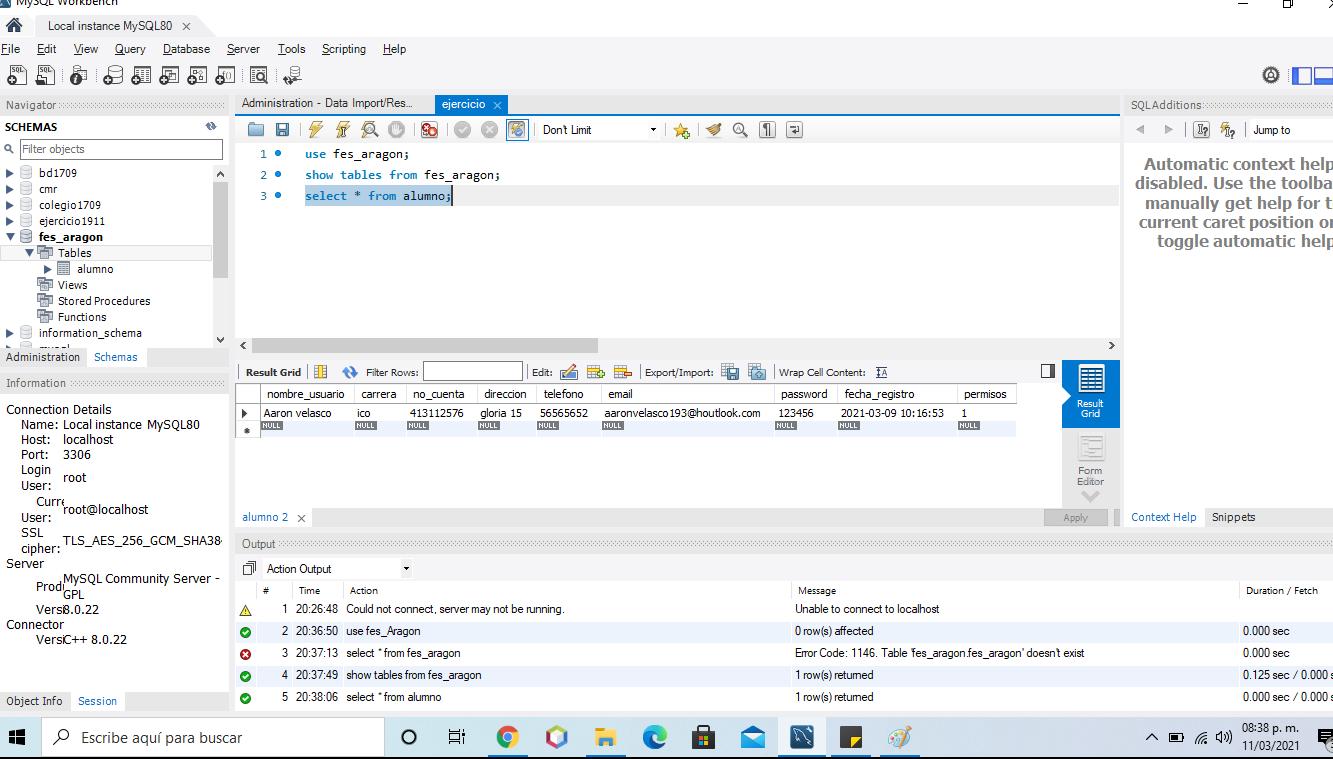 MySQL Workbench
Local instance MySQL80
File Edit View Query Database Server Tools Scripting Help
Navigator
SCHEMAS
Filter objects
bd1709
cmr
colegio1709
ejercicio1911
fes_aragon
Tables
alumno
Views
Stored Procedures
Functions
information_schema
Administration Schemas
Information
Connection Details
Name: Local instance MySQL80
Host: localhost
Port: 3306
Login
User: root
Curre
User: root@localhost
SSL
cipher: TLS_AES_256_GCM_SHA38
Server
Prod MySQL Community Server -
GPL
Versi 8.0.22
Connector
Versi C++ 8.0.22
Object Info Session
Administration - Data Import/Res... ejercicio
Don't Limit
1 use fes_aragon;
2 show tables from fes_aragon;
3 select * from alumno;
Result Grid Filter Rows: Edit: Export/Import: Wrap Cell Content:
nombre_usuario carrera no_cuenta direccion telefono email password fecha_registro permisos
Aaron velasco ico 413112576 gloria 15 56565652 aaronvelasco193@houtlook.com 123456 2021-03-09 10:16:53 1
NULL NULL NULL NULL NULL NULL NULL NULL NULL
Result
Grid
Form
Editor
alumno 2
Apply
SQLAdditions
Jump to
Automatic context help
disabled. Use the toolba
manually get help for t
current caret position or
toggle automatic help
Context Help Snippets
Output
Action Output
# Time Action Message Duration / Fetch
1 20:26:48 Could not connect, server may not be running. Unable to connect to localhost
2 20:36:50 use fes_Aragon 0 row(s) affected 0.000 sec
3 20:37:13 select * from fes_aragon Error Code: 1146. Table 'fes_aragon.fes_aragon' doesn't exist 0.000 sec
4 20:37:49 show tables from fes_aragon 1 row(s) returned 0.125 sec / 0.000 s
5 20:38:06 select * from alumno 1 row(s) returned 0.000 sec / 0.000 s
Escribe aquí para buscar
08:38 p. m.
11/03/2021